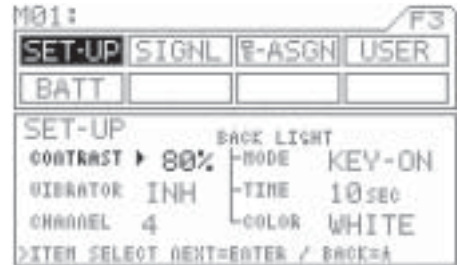 M01: F3
SET-UP SIGNL -ASGN USER
BATT
SET-UP
BACK LIGHT
CONTRAST ▶ 80% MODE KEY-ON
VIBRATOR INH TIME 10SEC
CHANNEL 4 COLOR WHITE
>ITEM SELECT NEXT=ENTER / BACK=